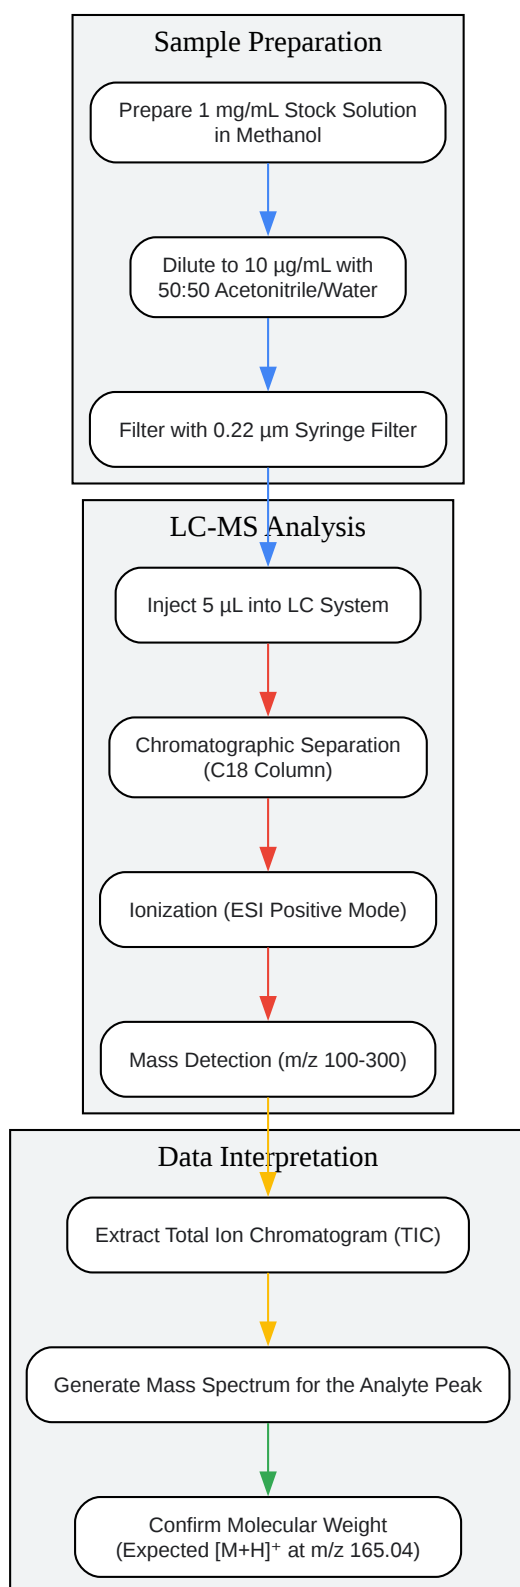 Sample Preparation
Prepare 1 mg/mL Stock Solution
in Methanol
Dilute to 10 µg/mL with
50:50 Acetonitrile/Water
Filter with 0.22 µm Syringe Filter
LC-MS Analysis
Inject 5 µL into LC System
Chromatographic Separation
(C18 Column)
Ionization (ESI Positive Mode)
Mass Detection (m/z 100-300)
Data Interpretation
Extract Total Ion Chromatogram (TIC)
Generate Mass Spectrum for the Analyte Peak
Confirm Molecular Weight
(Expected [M+H]⁺ at m/z 165.04)